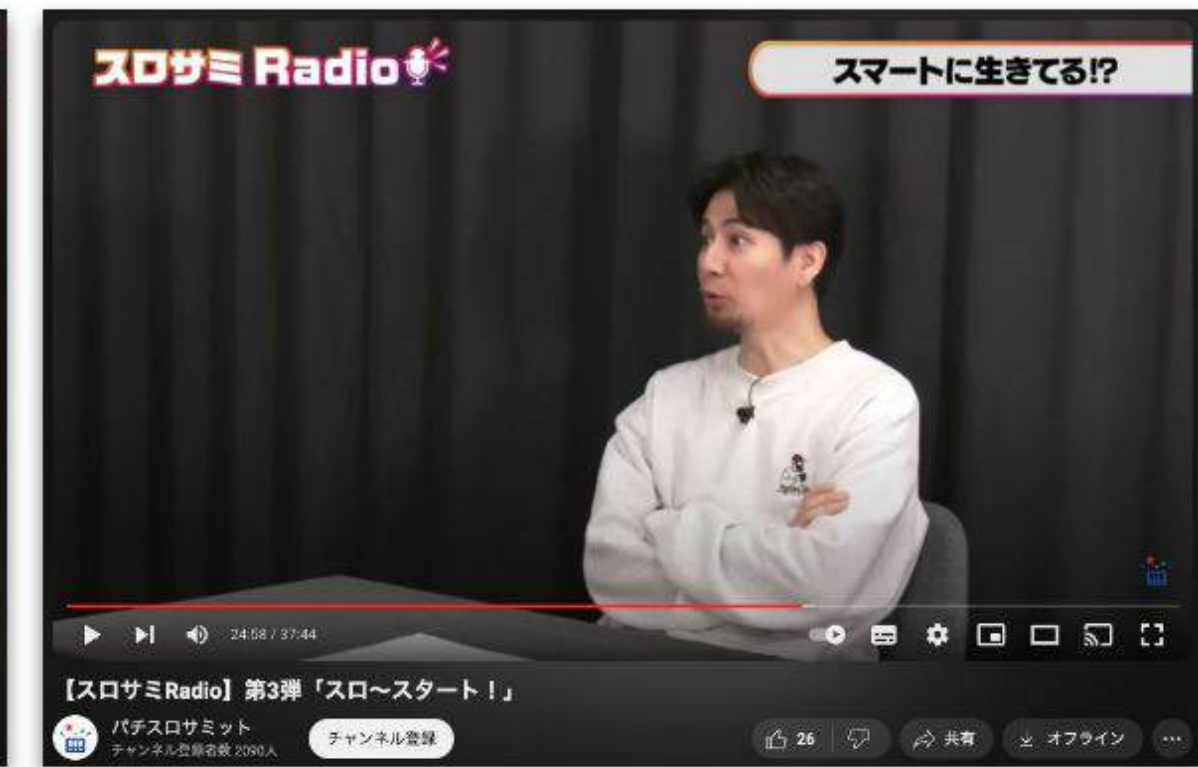 スロサミ Radio
スマートに生きてる!?
24:58 / 37:44
【スロサミRadio】第3弾「スロ～スタート！」
パチスロサミット
チャンネル登録者数 2090人
チャンネル登録
26
共有
オフライン